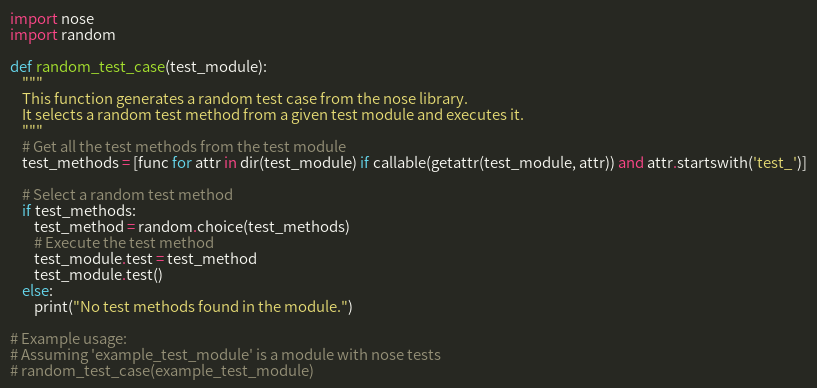 import nose
import random

def random_test_case(test_module):
    """
    This function generates a random test case from the nose library.
    It selects a random test method from a given test module and executes it.
    """
    # Get all the test methods from the test module
    test_methods = [func for attr in dir(test_module) if callable(getattr(test_module, attr)) and attr.startswith('test_')]

    # Select a random test method
    if test_methods:
        test_method = random.choice(test_methods)
        # Execute the test method
        test_module.test = test_method
        test_module.test()
    else:
        print("No test methods found in the module.")

# Example usage:
# Assuming 'example_test_module' is a module with nose tests
# random_test_case(example_test_module)